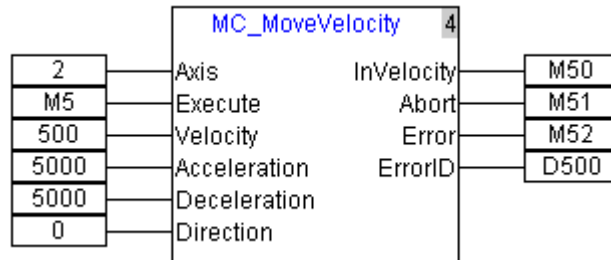 MC_MoveVelocity 4
2 Axis InVelocity M50
M5 Execute Abort M51
500 Velocity Error M52
5000 Acceleration ErrorID D500
5000 Deceleration
0 Direction